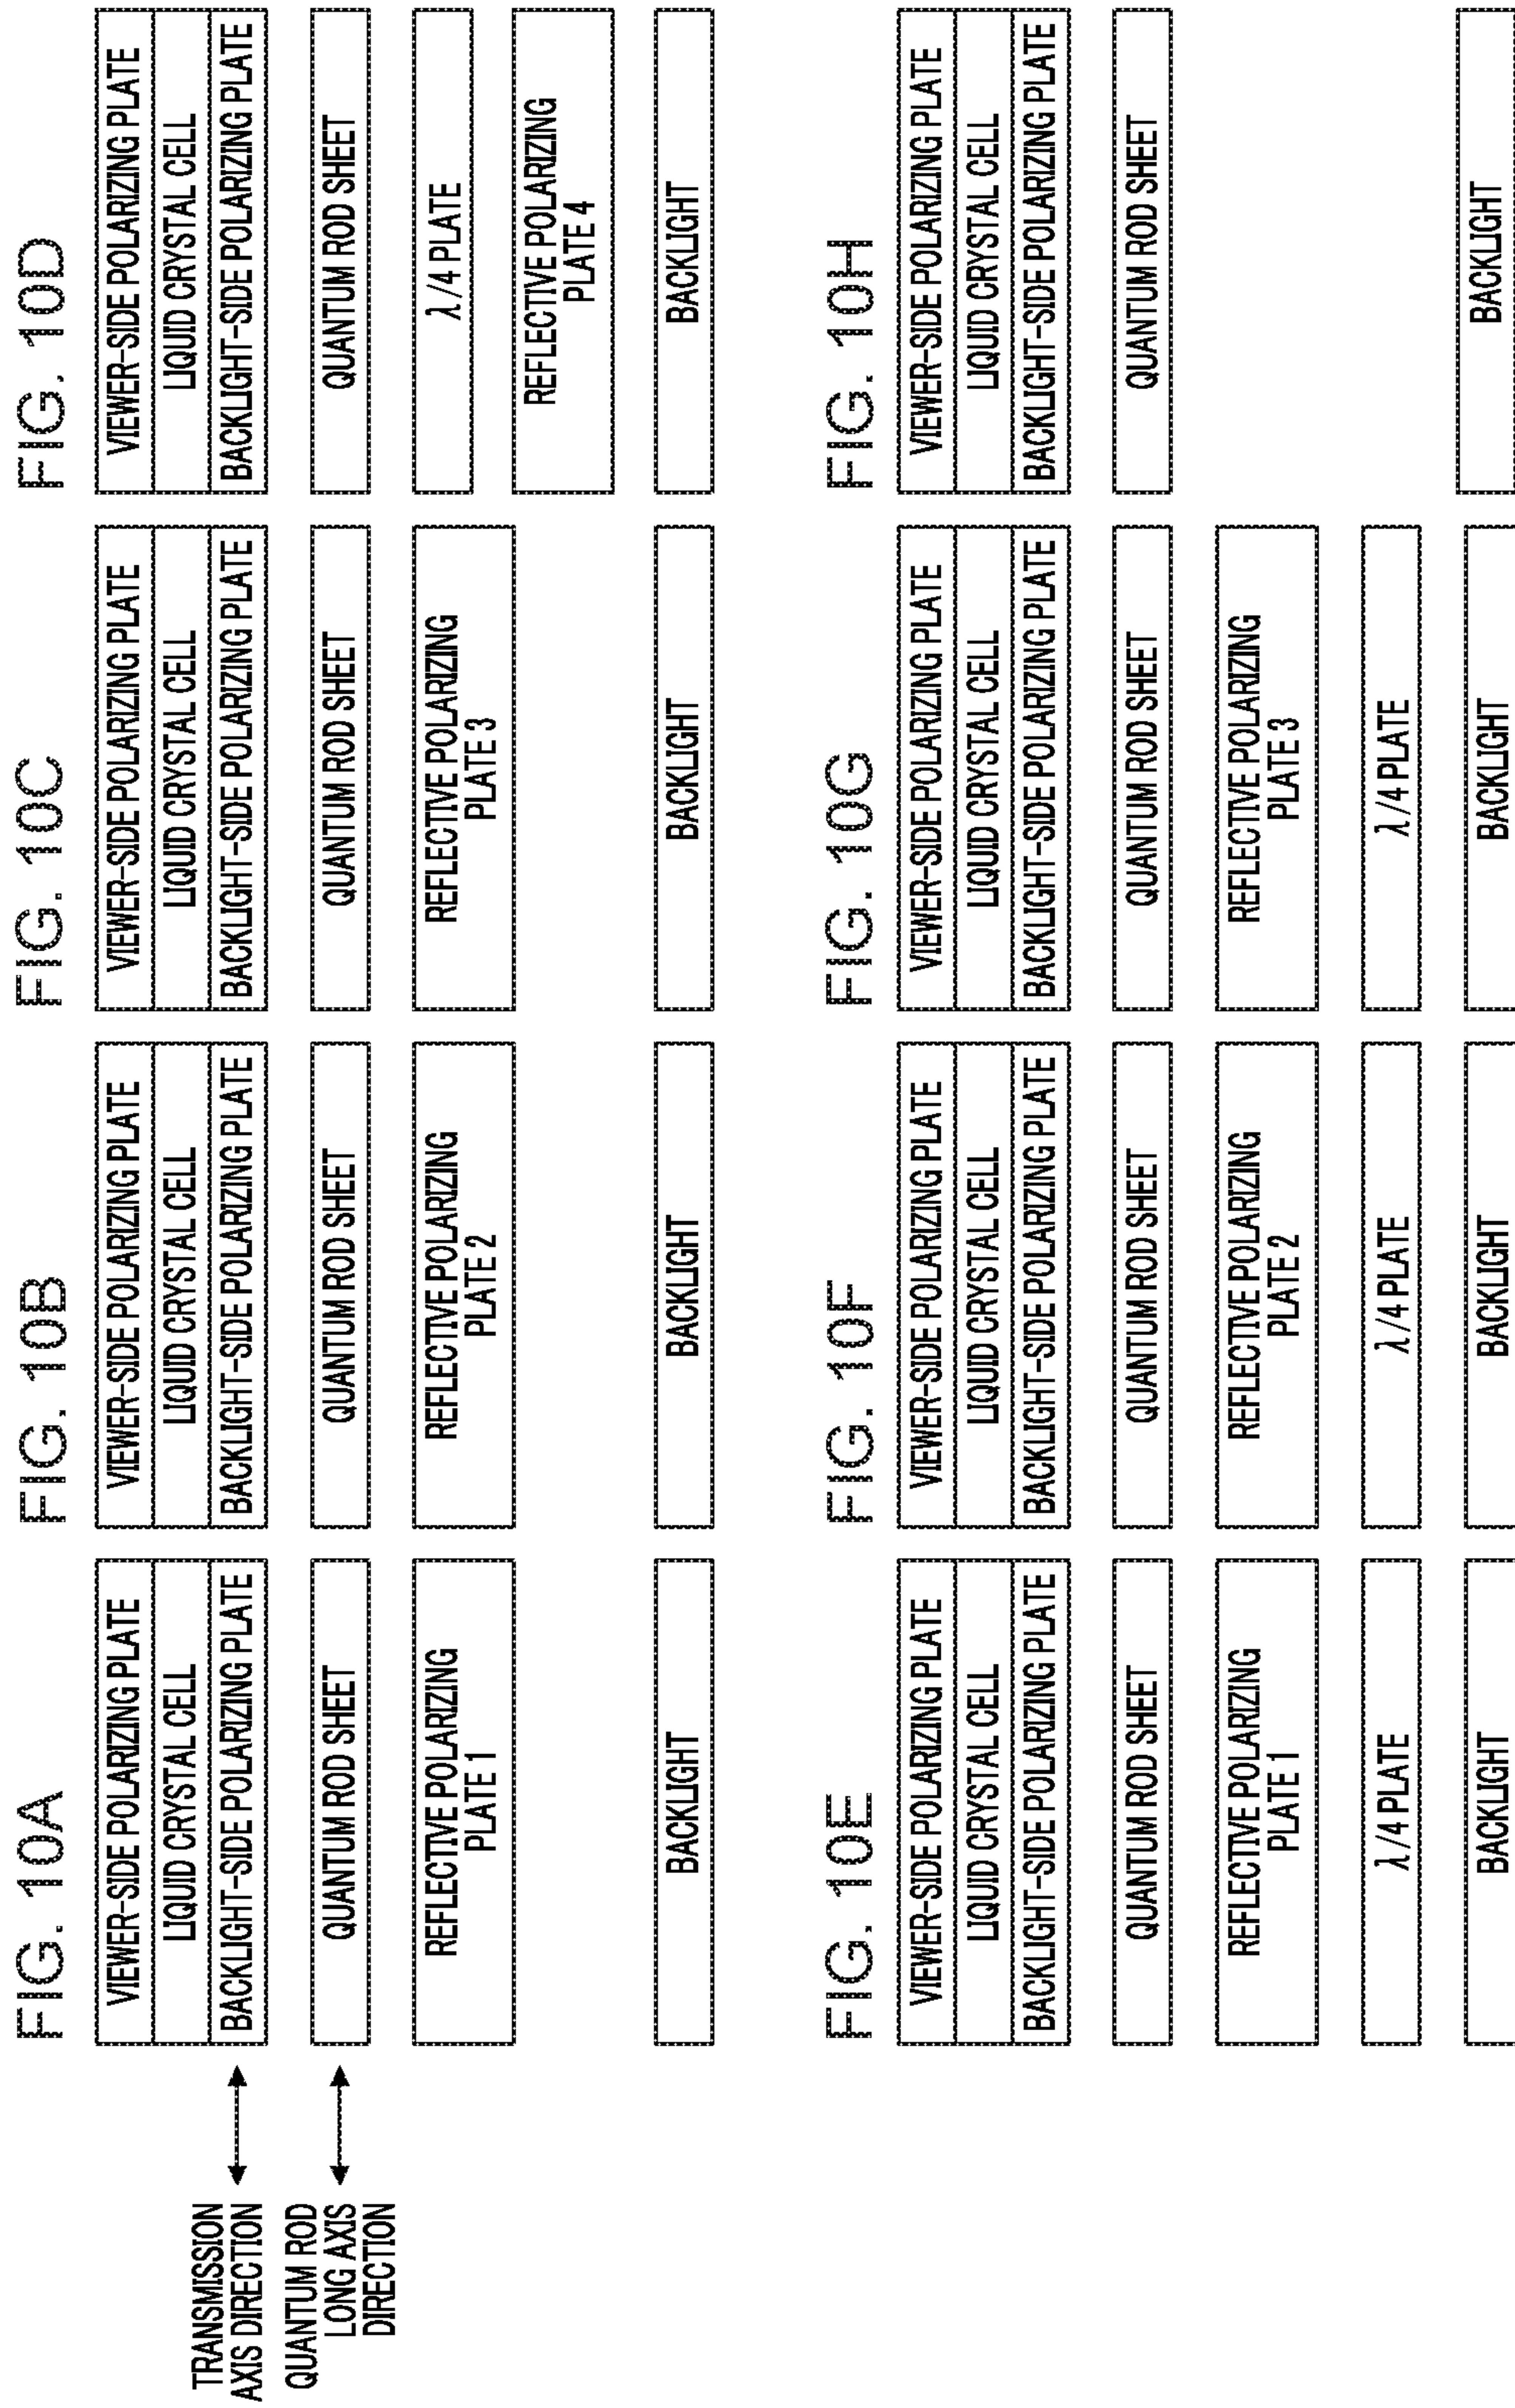 FIG. 10A
VIEWER-SIDE POLARIZING PLATE
LIQUID CRYSTAL CELL
TRANSMISSION
AXIS DIRECTION
BACKLIGHT-SIDE POLARIZING PLATE
QUANTUM ROD
LONG AXIS
DIRECTION
QUANTUM ROD SHEET
REFLECTIVE POLARIZING
PLATE 1
BACKLIGHT
FIG. 10B
VIEWER-SIDE POLARIZING PLATE
LIQUID CRYSTAL CELL
BACKLIGHT-SIDE POLARIZING PLATE
QUANTUM ROD SHEET
REFLECTIVE POLARIZING
PLATE 2
BACKLIGHT
FIG. 10C
VIEWER-SIDE POLARIZING PLATE
LIQUID CRYSTAL CELL
BACKLIGHT-SIDE POLARIZING PLATE
QUANTUM ROD SHEET
REFLECTIVE POLARIZING
PLATE 3
BACKLIGHT
FIG. 10D
VIEWER-SIDE POLARIZING PLATE
LIQUID CRYSTAL CELL
BACKLIGHT-SIDE POLARIZING PLATE
QUANTUM ROD SHEET
λ/4 PLATE
REFLECTIVE POLARIZING
PLATE 4
BACKLIGHT
FIG. 10E
VIEWER-SIDE POLARIZING PLATE
LIQUID CRYSTAL CELL
BACKLIGHT-SIDE POLARIZING PLATE
QUANTUM ROD SHEET
REFLECTIVE POLARIZING
PLATE 1
λ/4 PLATE
BACKLIGHT
FIG. 10F
VIEWER-SIDE POLARIZING PLATE
LIQUID CRYSTAL CELL
BACKLIGHT-SIDE POLARIZING PLATE
QUANTUM ROD SHEET
REFLECTIVE POLARIZING
PLATE 2
λ/4 PLATE
BACKLIGHT
FIG. 10G
VIEWER-SIDE POLARIZING PLATE
LIQUID CRYSTAL CELL
BACKLIGHT-SIDE POLARIZING PLATE
QUANTUM ROD SHEET
REFLECTIVE POLARIZING
PLATE 3
λ/4 PLATE
BACKLIGHT
FIG. 10H
VIEWER-SIDE POLARIZING PLATE
LIQUID CRYSTAL CELL
BACKLIGHT-SIDE POLARIZING PLATE
QUANTUM ROD SHEET
BACKLIGHT